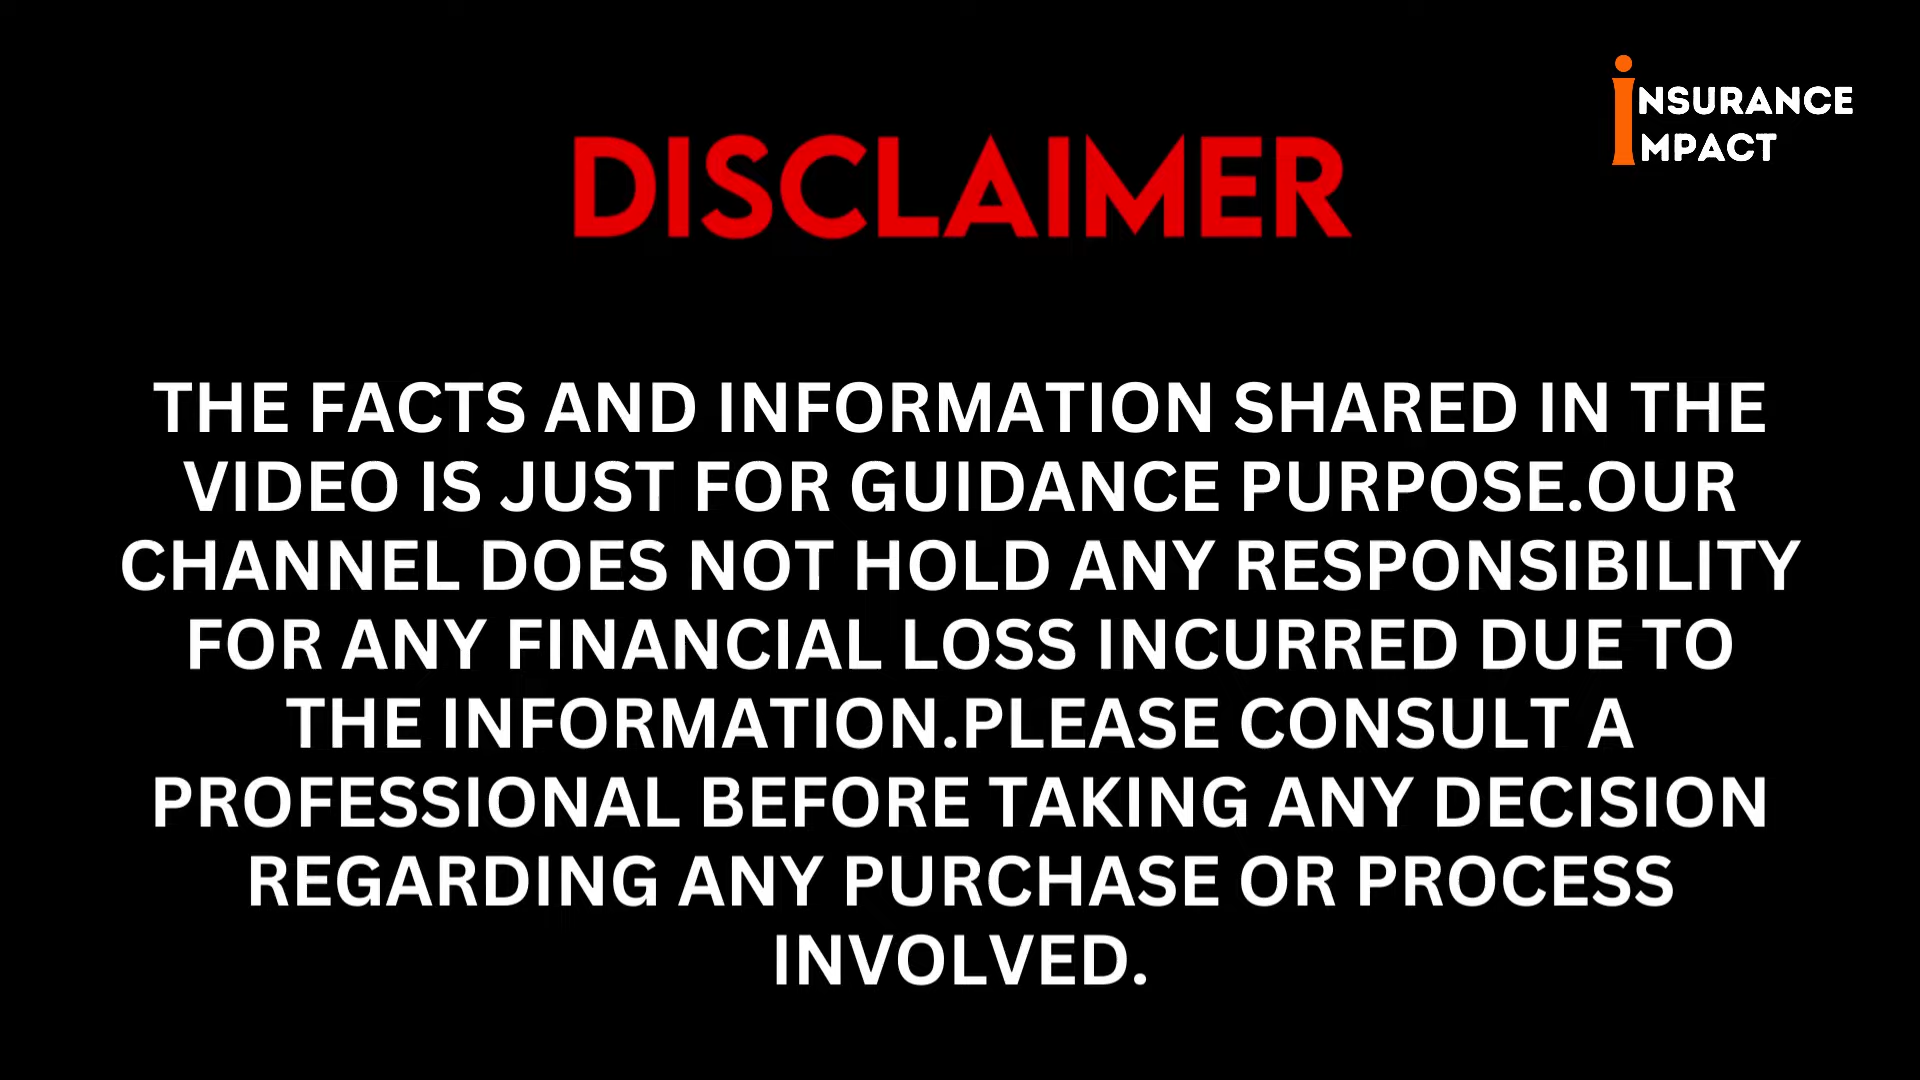 INSURANCE
IMPACT
DISCLAIMER
THE FACTS AND INFORMATION SHARED IN THE
VIDEO IS JUST FOR GUIDANCE PURPOSE.OUR
CHANNEL DOES NOT HOLD ANY RESPONSIBILITY
FOR ANY FINANCIAL LOSS INCURRED DUE TO
THE INFORMATION.PLEASE CONSULT A
PROFESSIONAL BEFORE TAKING ANY DECISION
REGARDING ANY PURCHASE OR PROCESS
INVOLVED.